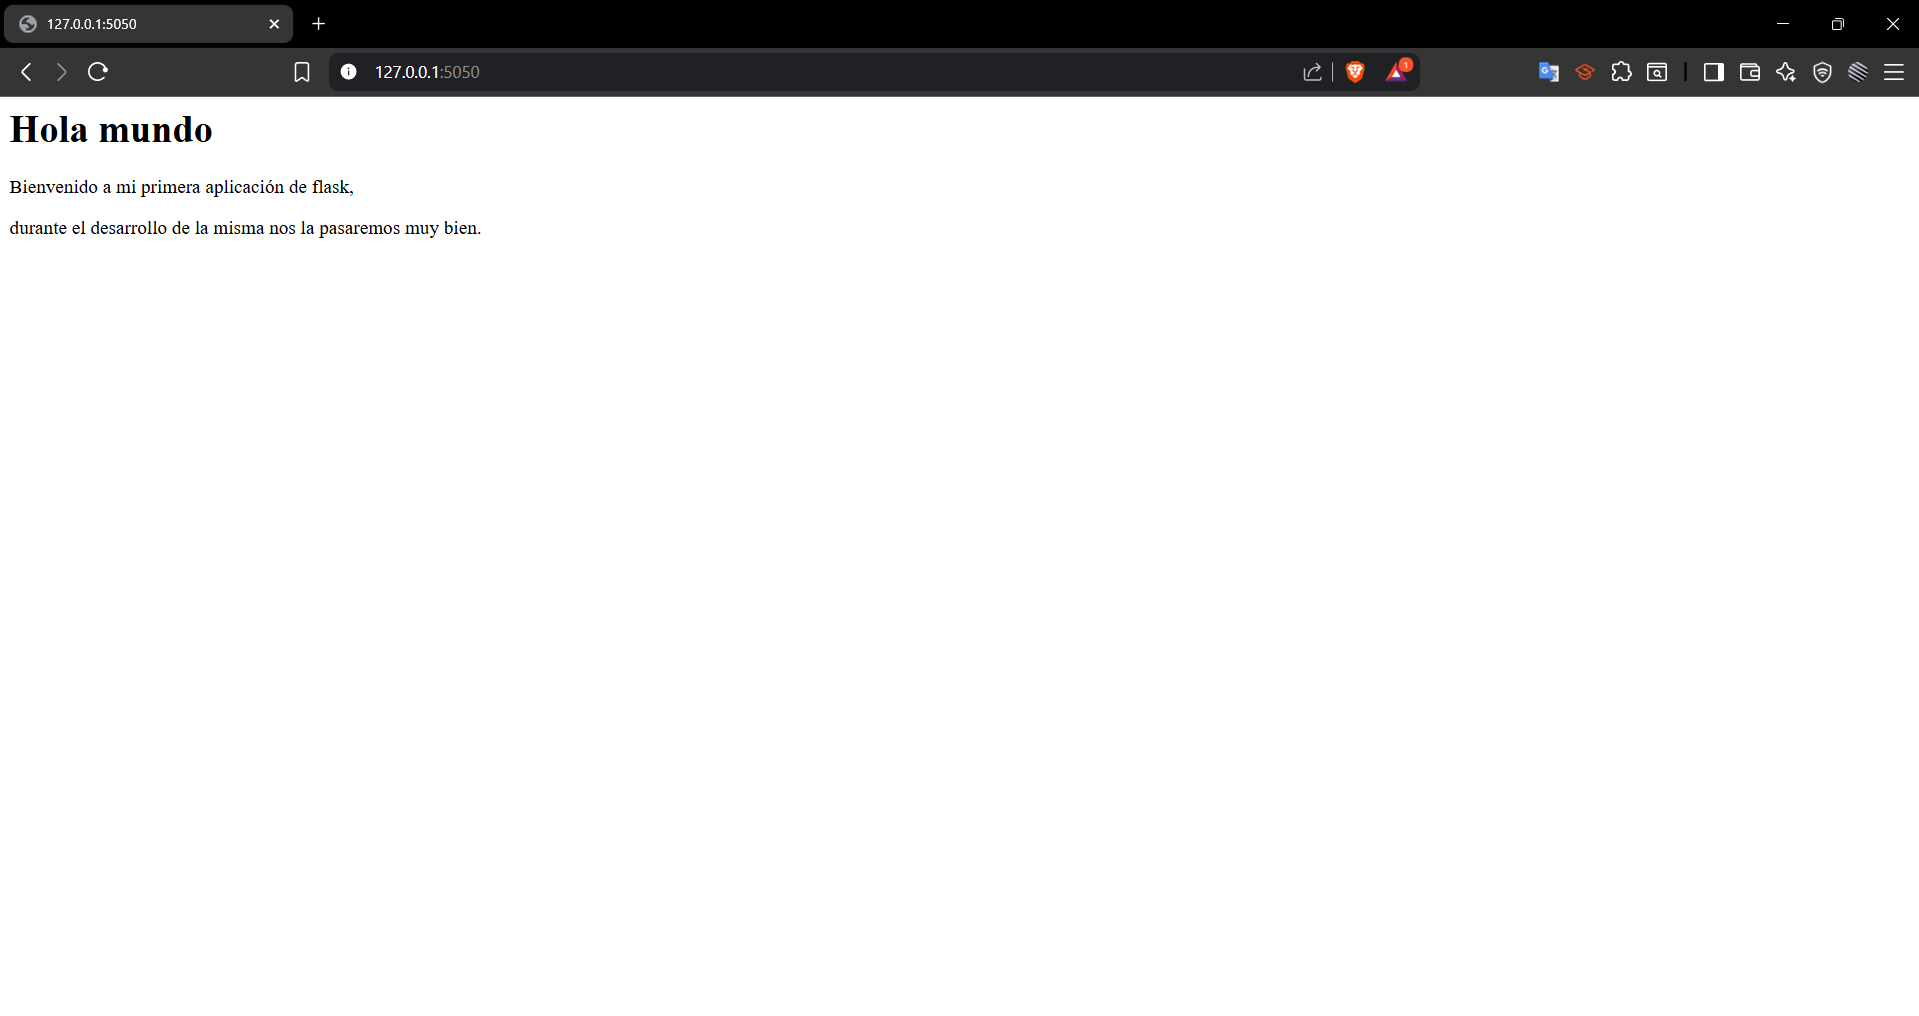 127.0.0.1:5050
127.0.0.1:5050
1
Hola mundo
Bienvenido a mi primera aplicación de flask,
durante el desarrollo de la misma nos la pasaremos muy bien.